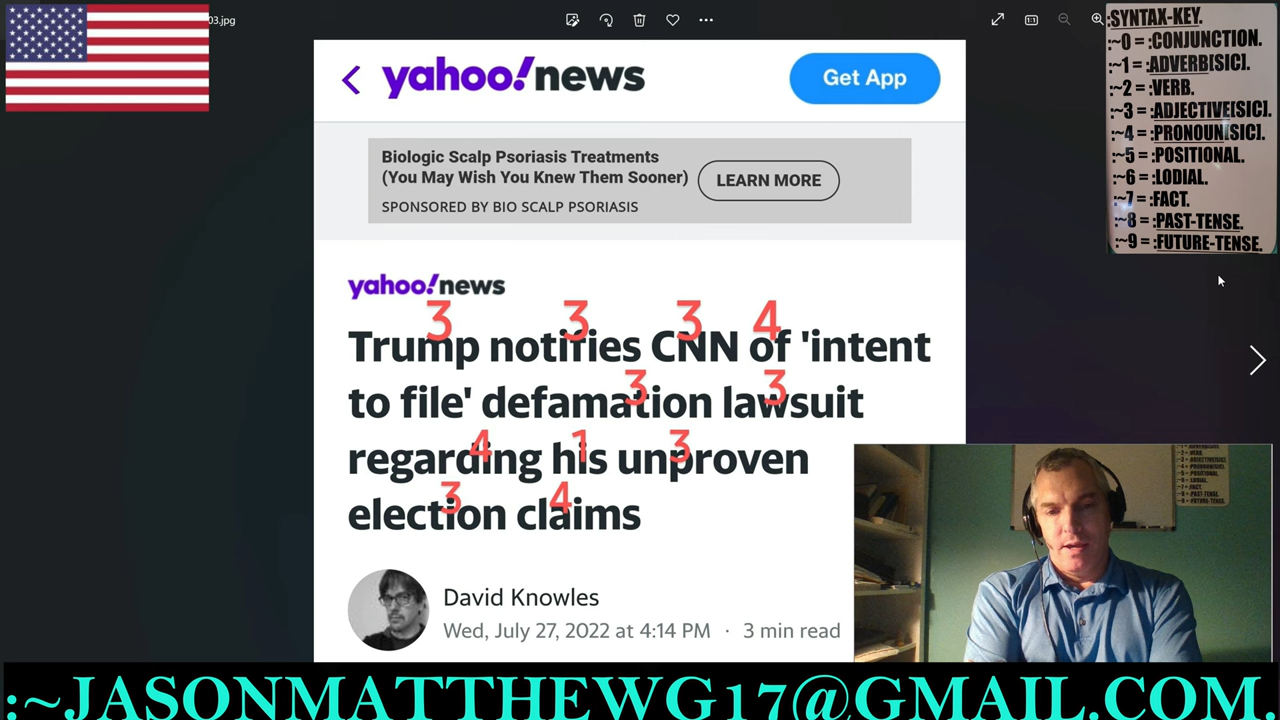 03.jpg
yahoo!news
Get App
Biologic Scalp Psoriasis Treatments
(You May Wish You Knew Them Sooner)
LEARN MORE
SPONSORED BY BIO SCALP PSORIASIS
yahoo!news
3 3 3 4
Trump notifies CNN of 'intent
3 3
to file' defamation lawsuit
4 1 3
regarding his unproven
3 4
election claims
David Knowles
Wed, July 27, 2022 at 4:14 PM · 3 min read
:SYNTAX-KEY.
:~0 = :CONJUNCTION.
:~1 = :ADVERB[SIC].
:~2 = :VERB.
:~3 = :ADJECTIVE[SIC].
:~4 = :PRONOUN[SIC].
:~5 = :POSITIONAL.
:~6 = :LODIAL.
:~7 = :FACT.
:~8 = :PAST-TENSE.
:~9 = :FUTURE-TENSE.
:~JASONMATTHEWG17@GMAIL.COM.